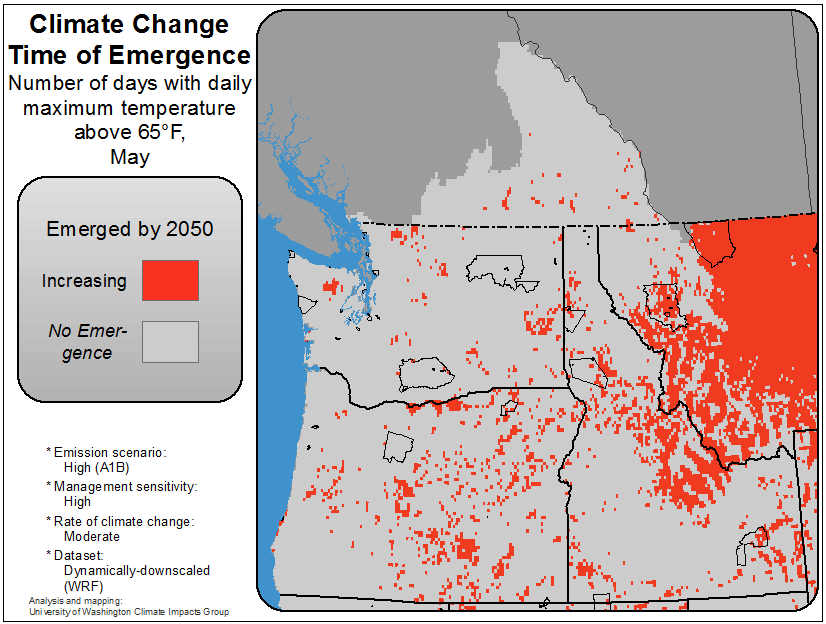 Climate Change
Time of Emergence
Number of days with daily
maximum temperature
above 65°F,
May
Emerged by 2050
Increasing
No Emer-
gence
* Emission scenario:
High (A1B)
* Management sensitivity:
High
* Rate of climate change:
Moderate
* Dataset:
Dynamically-downscaled
(WRF)
Analysis and mapping:
University of Washington Climate Impacts Group